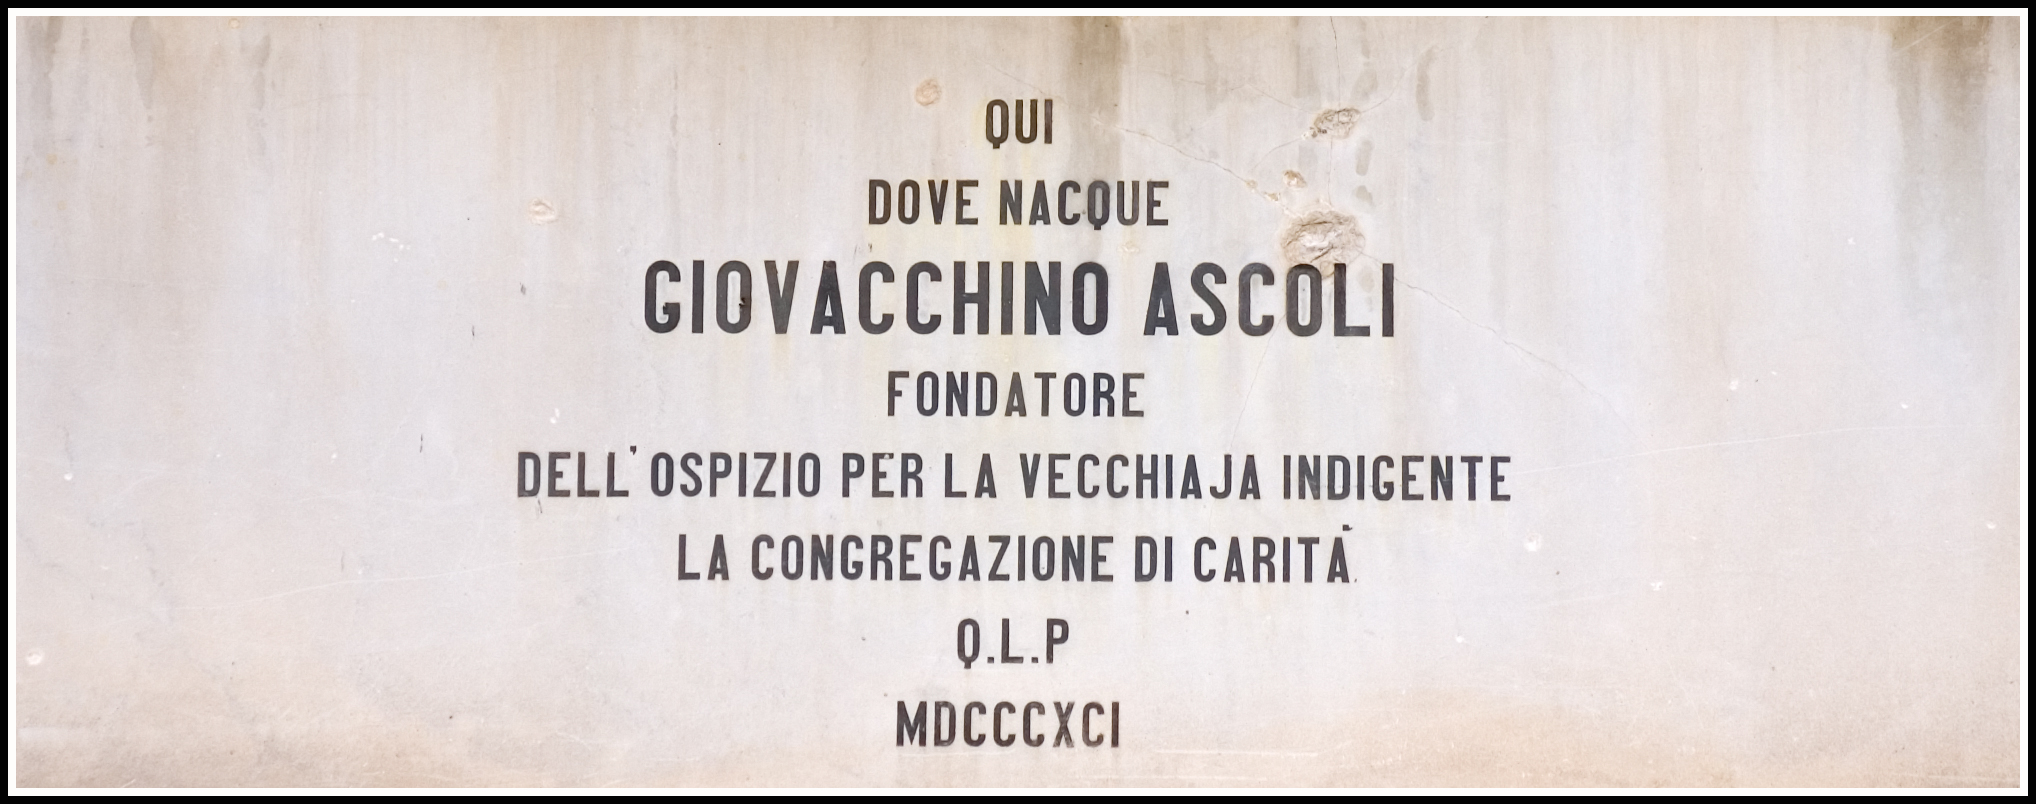 QUI
DOVE NACQUE
GIOVACCHINO ASCOLI
FONDATORE
DELL'OSPIZIO PER LA VECCHIAJA INDIGENTE
LA CONGREGAZIONE DI CARITÀ
Q.L.P
MDCCCXCI